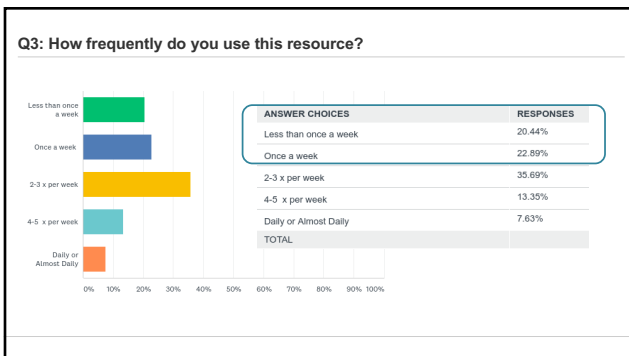 Q3: How frequently do you use this resource?
Less than once
a week
Once a week
2-3 x per week
4-5 x per week
Daily or
Almost Daily
0% 10% 20% 30% 40% 50% 60% 70% 80% 90% 100%
ANSWER CHOICES RESPONSES
Less than once a week 20.44%
Once a week 22.89%
2-3 x per week 35.69%
4-5 x per week 13.35%
Daily or Almost Daily 7.63%
TOTAL